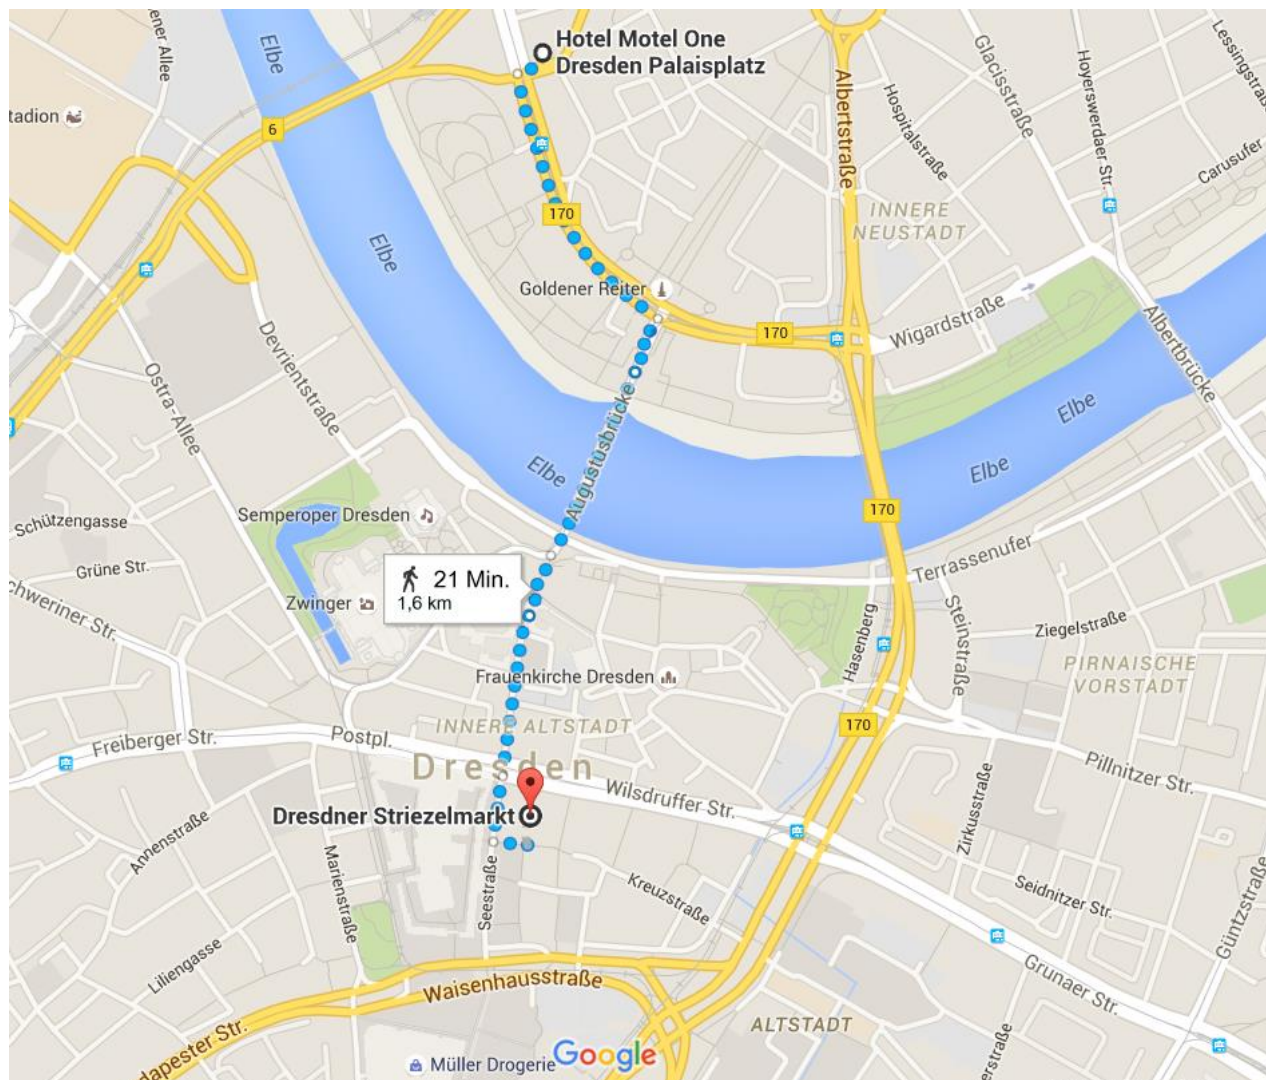 Hotel Motel One
Dresden Palaisplatz
Elbe
ener Allee
tadion
6
Albertstraße
Glacisstraße
Hoyerswerdaer Str.
Lessingstraß
Hospitalstraße
Carusufer
170
INNERE
NEUSTADT
Elbe
Goldener Reiter
170
Wigardstraße
Albertbrücke
Devrientstraße
Ostra-Allee
Augustusbrücke
Elbe
Elbe
Elbe
Semperoper Dresden
170
Schützengasse
Terrassenufer
Grüne Str.
21 Min.
1,6 km
Zwinger
chweriner Str.
Hasenberg
Steinstraße
Ziegelstraße
PIRNAISCHE
VORSTADT
Frauenkirche Dresden
INNERE ALTSTADT
170
Freiberger Str.
Postpl.
Dresden
Pillnitzer Str.
Wilsdruffer Str.
Dresdner Striezelmarkt
Annenstraße
Marienstraße
Zirkusstraße
Seestraße
Kreuzstraße
Seidnitzer Str.
Güntzstraße
Liliengasse
Waisenhausstraße
Grunaer Str.
ALTSTADT
dapester Str.
erstraße
Müller Drogerie
Google